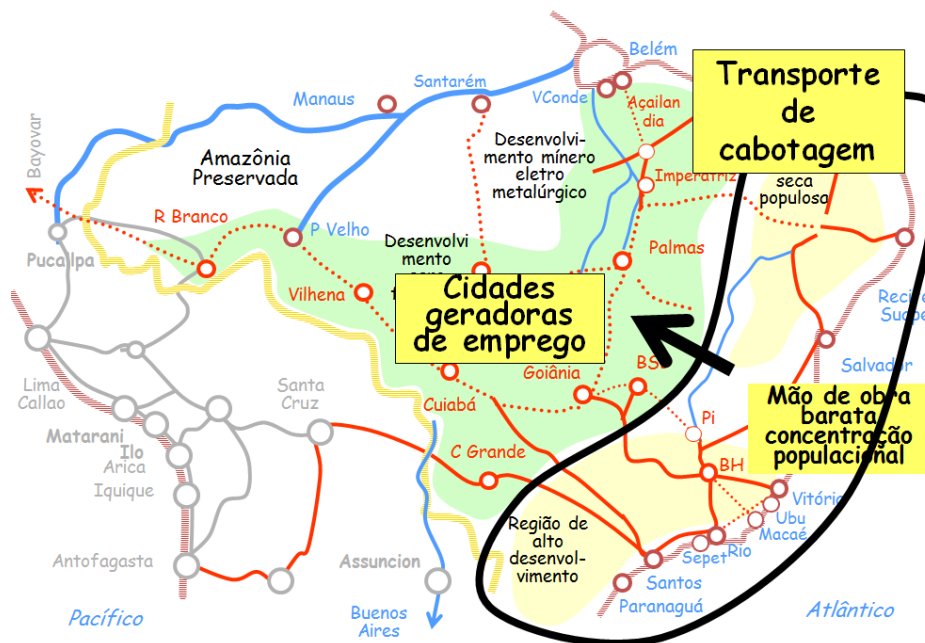 Belém
Santarém
Manaus
VConde
Açailan
dia
Transporte
de
cabotagem
Bayovar
Amazônia
Preservada
Desenvolvi-
mento mínero
eletro
metalúrgico
Imperatriz
seca
populosa
R Branco
P Velho
Pucallpa
Desenvolvi
mento
Palmas
Vilhena
Cidades
geradoras
de emprego
Recife
Suape
Salvador
Lima
Callao
Santa
Cruz
Goiânia
BSB
Cuiabá
Mão de obra
barata,
concentração
populacional
Matarani
Ilo
Arica
Iquique
Pi
C Grande
BH
Vitória
Ubu
Macaé
Região de
alto
desenvol-
vimento
Sepet
Rio
Antofagasta
Assuncion
Santos
Paranaguá
Pacífico
Buenos
Aires
Atlântico